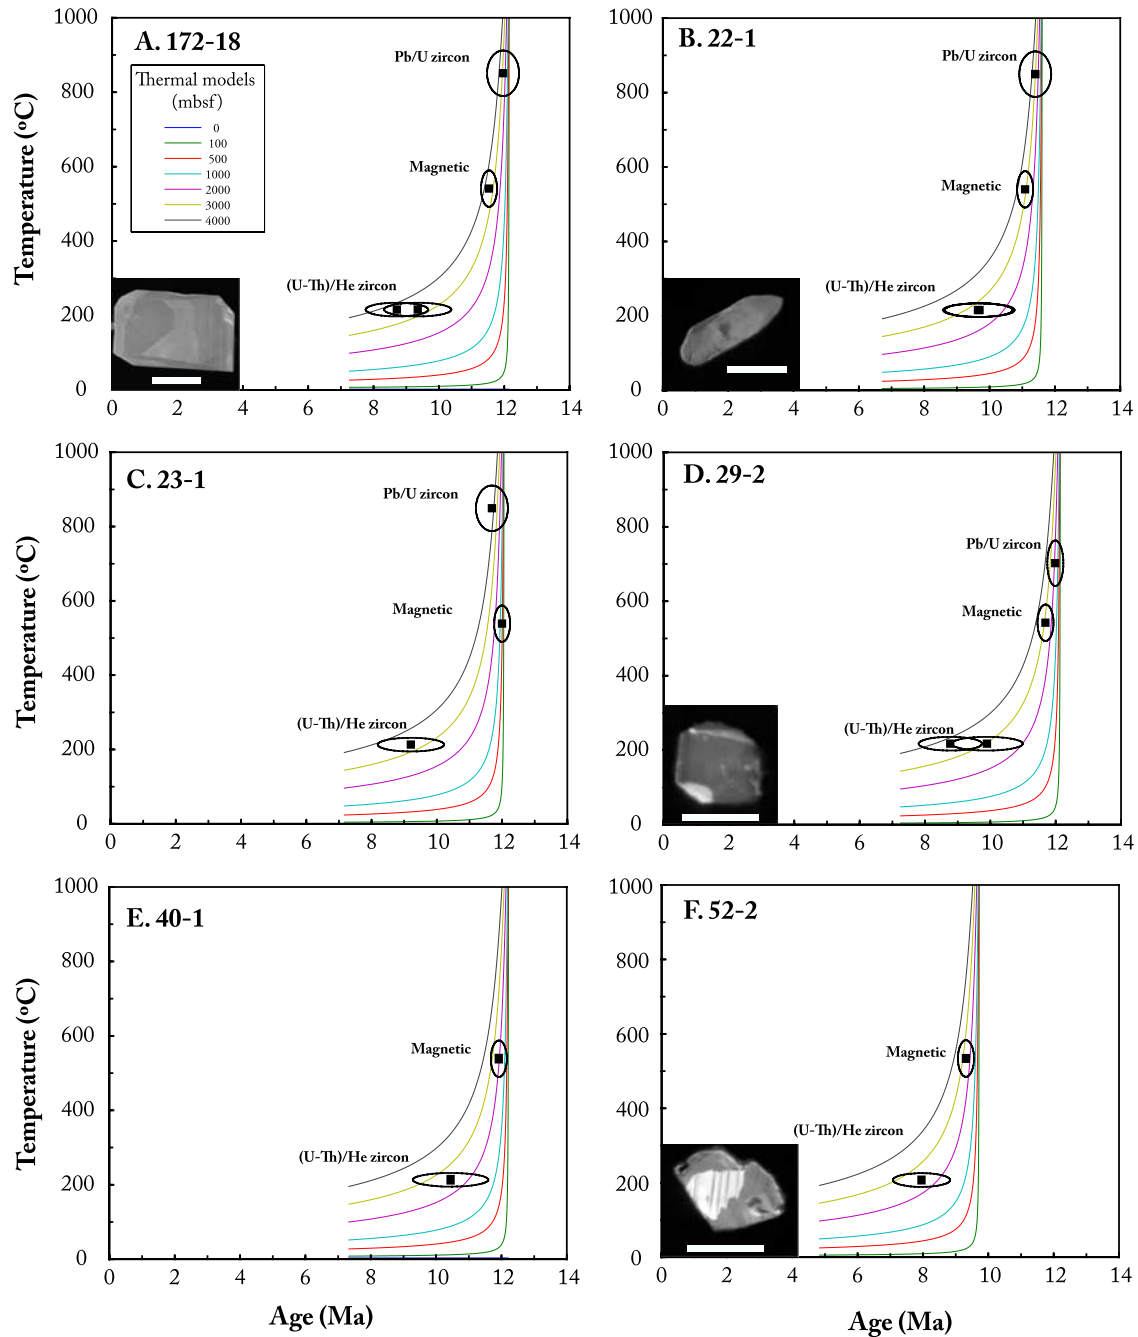 A. 172-18
Thermal models
(mbsf)
0
100
500
1000
2000
3000
4000
Pb/U zircon
Magnetic
(U-Th)/He zircon
Temperature (ºC)
1000
800
600
400
200
0
0 2 4 6 8 10 12 14
B. 22-1
Pb/U zircon
Magnetic
(U-Th)/He zircon
1000
800
600
400
200
0
0 2 4 6 8 10 12 14
C. 23-1
Pb/U zircon
Magnetic
(U-Th)/He zircon
Temperature (ºC)
1000
800
600
400
200
0
0 2 4 6 8 10 12 14
D. 29-2
Pb/U zircon
Magnetic
(U-Th)/He zircon
1000
800
600
400
200
0
0 2 4 6 8 10 12 14
E. 40-1
Magnetic
(U-Th)/He zircon
Temperature (ºC)
1000
800
600
400
200
0
0 2 4 6 8 10 12 14
Age (Ma)
F. 52-2
Magnetic
(U-Th)/He zircon
1000
800
600
400
200
0
0 2 4 6 8 10 12 14
Age (Ma)